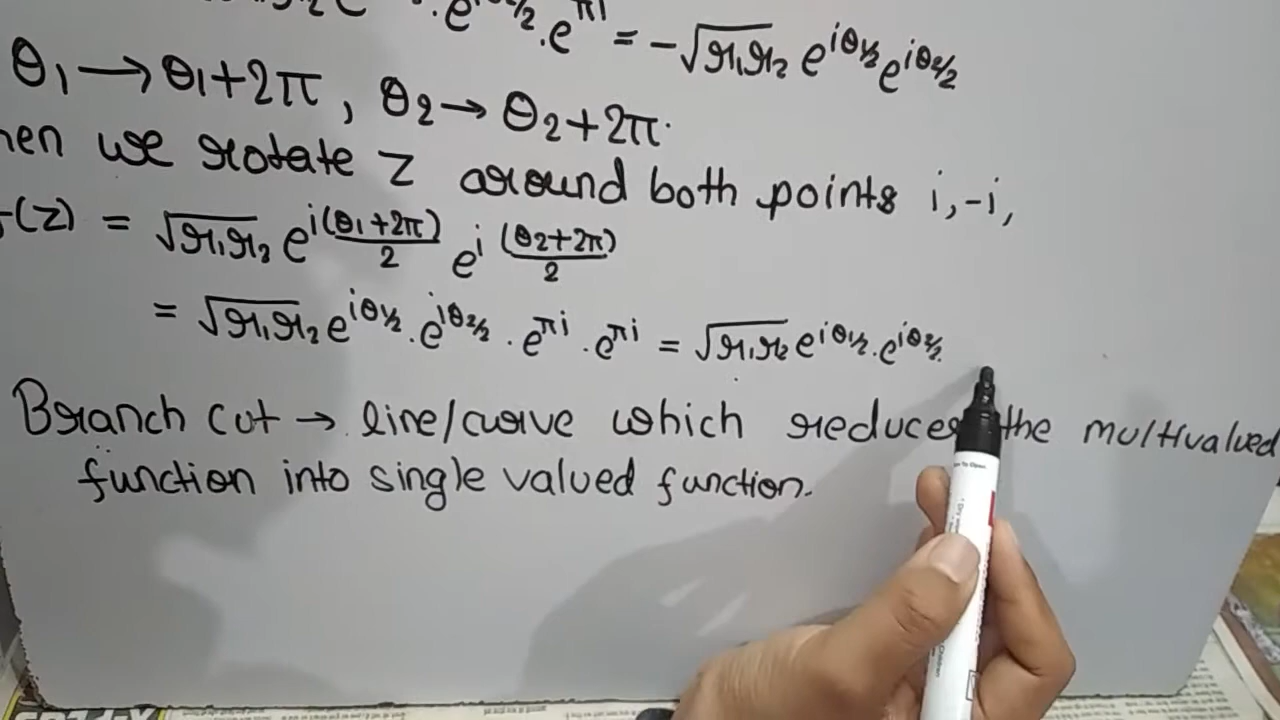 e^{iθ2/2}.e^{πi} = -√r1r2 e^{iθ1/2} e^{iθ2/2}
θ1 → θ1+2π, θ2 → θ2+2π.
hen we rotate z around both points i,-i,
f(z) = √r1r2 e^{i(θ1+2π)/2} e^{i(θ2+2π)/2}
= √r1r2 e^{iθ1/2}.e^{iθ2/2}.e^{πi}.e^{πi} = √r1r2 e^{iθ1/2}.e^{iθ2/2}.
Branch cut → line/curve which reduces the multivalued
function into single valued function.